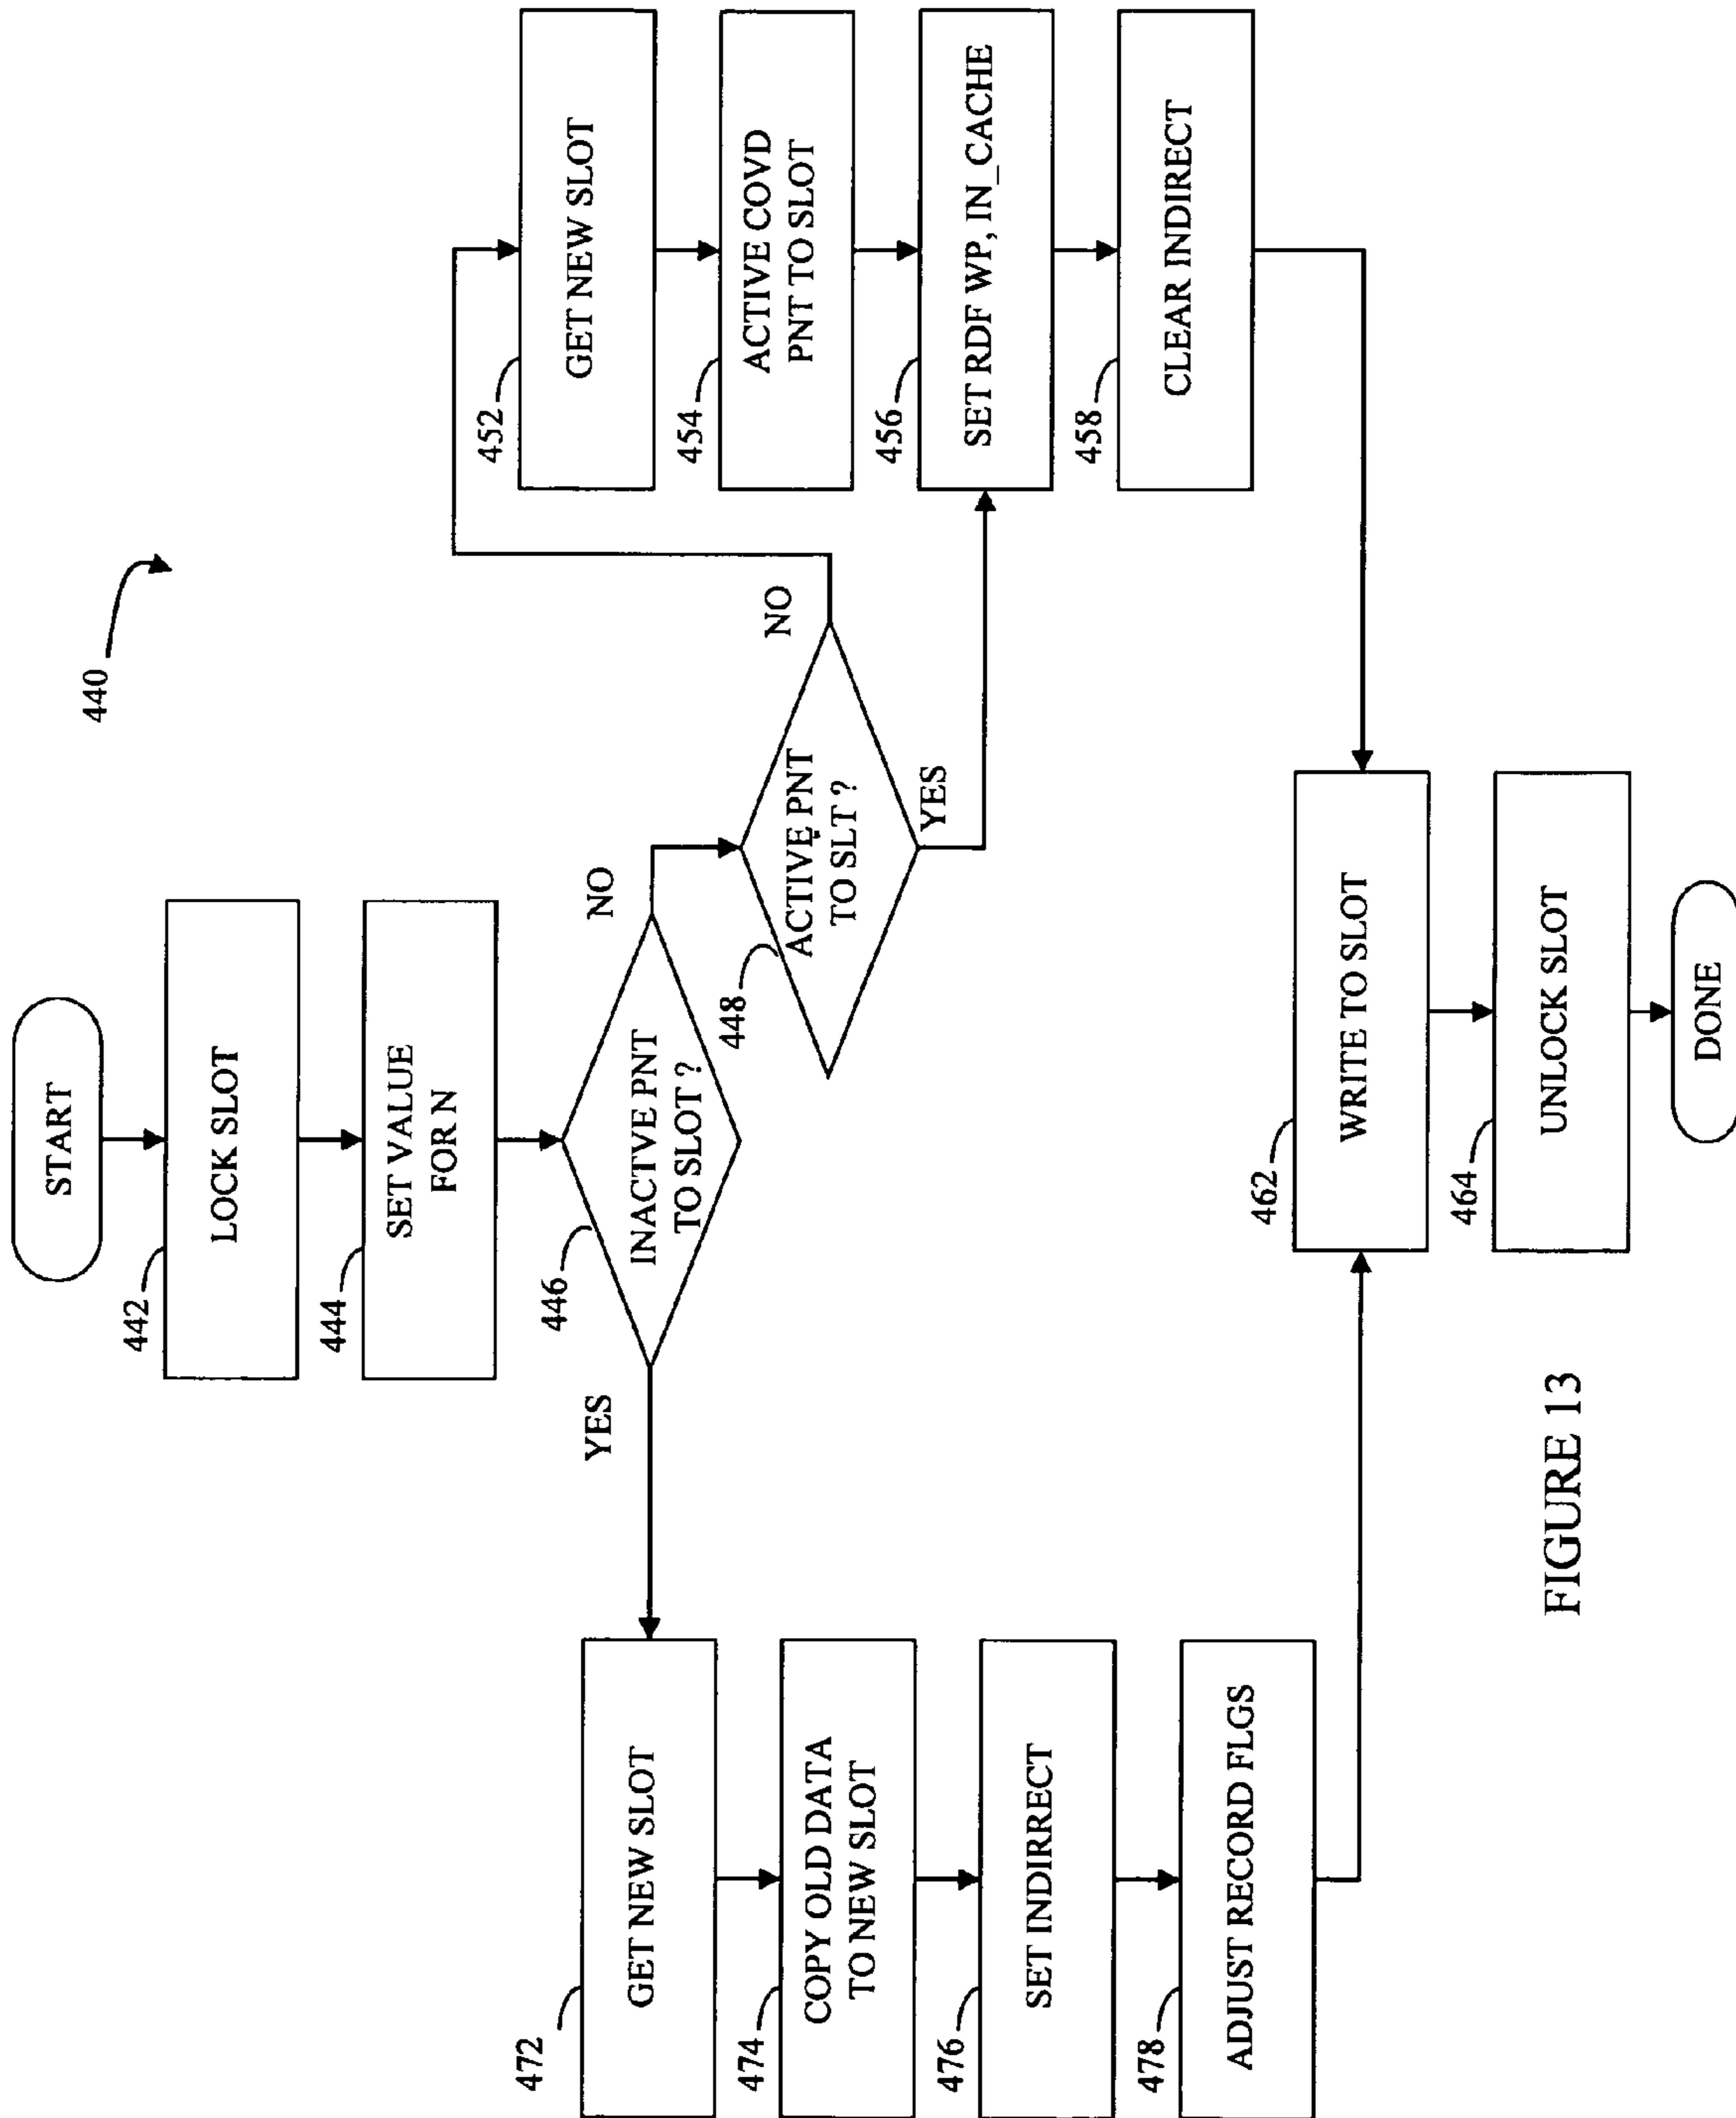 440
START
442
LOCK SLOT
444
SET VALUE
FOR N
446
INACTVE PNT
TO SLOT ?
YES
NO
448
ACTIVE PNT
TO SLT ?
NO
YES
452
GET NEW SLOT
454
ACTIVE COVD
PNT TO SLOT
456
SET RDF WP, IN_CACHE
458
CLEAR INDIRECT
472
GET NEW SLOT
474
COPY OLD DATA
TO NEW SLOT
476
SET INDIRRECT
478
ADJUST RECORD FLGS
462
WRITE TO SLOT
464
UNLOCK SLOT
DONE
FIGURE 13